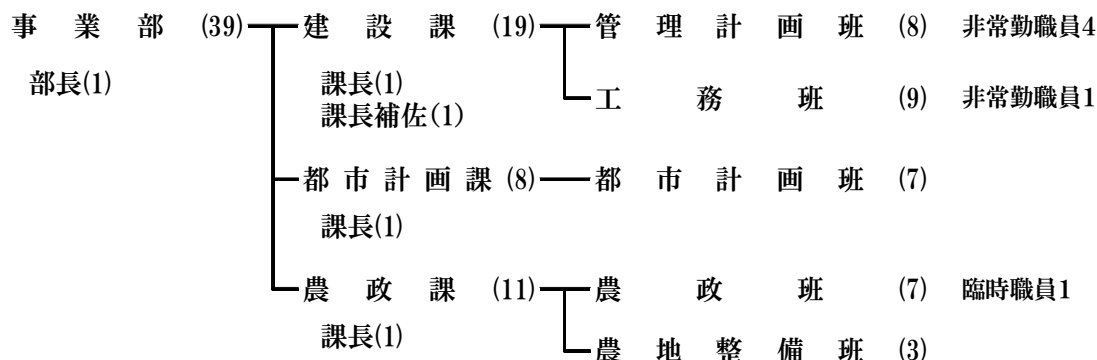 事業部 (39) 建設課 (19) 管理計画班 (8) 非常勤職員4
部長(1) 課長(1)
課長補佐(1)
工務班 (9) 非常勤職員1
都市計画課 (8) 都市計画班 (7)
課長(1)
農政課 (11) 農政班 (7) 臨時職員1
課長(1)
農地整備班 (3)